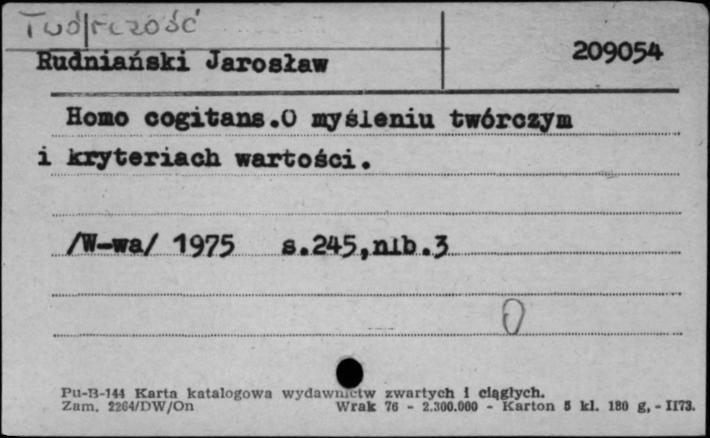 Twórczość
Rudniański Jarosław
209054
Homo cogitans.O myśleniu twórczym
i kryteriach wartości.
/W-wa/ 1975 s.245,nlb.3
Pu-B-144 Karta katalogowa wydawnictw zwartych i ciągłych.
Zam. 2264/DW/On Wrak 76 - 2.300.000 - Karton 5 kl. 180 g, - II73.